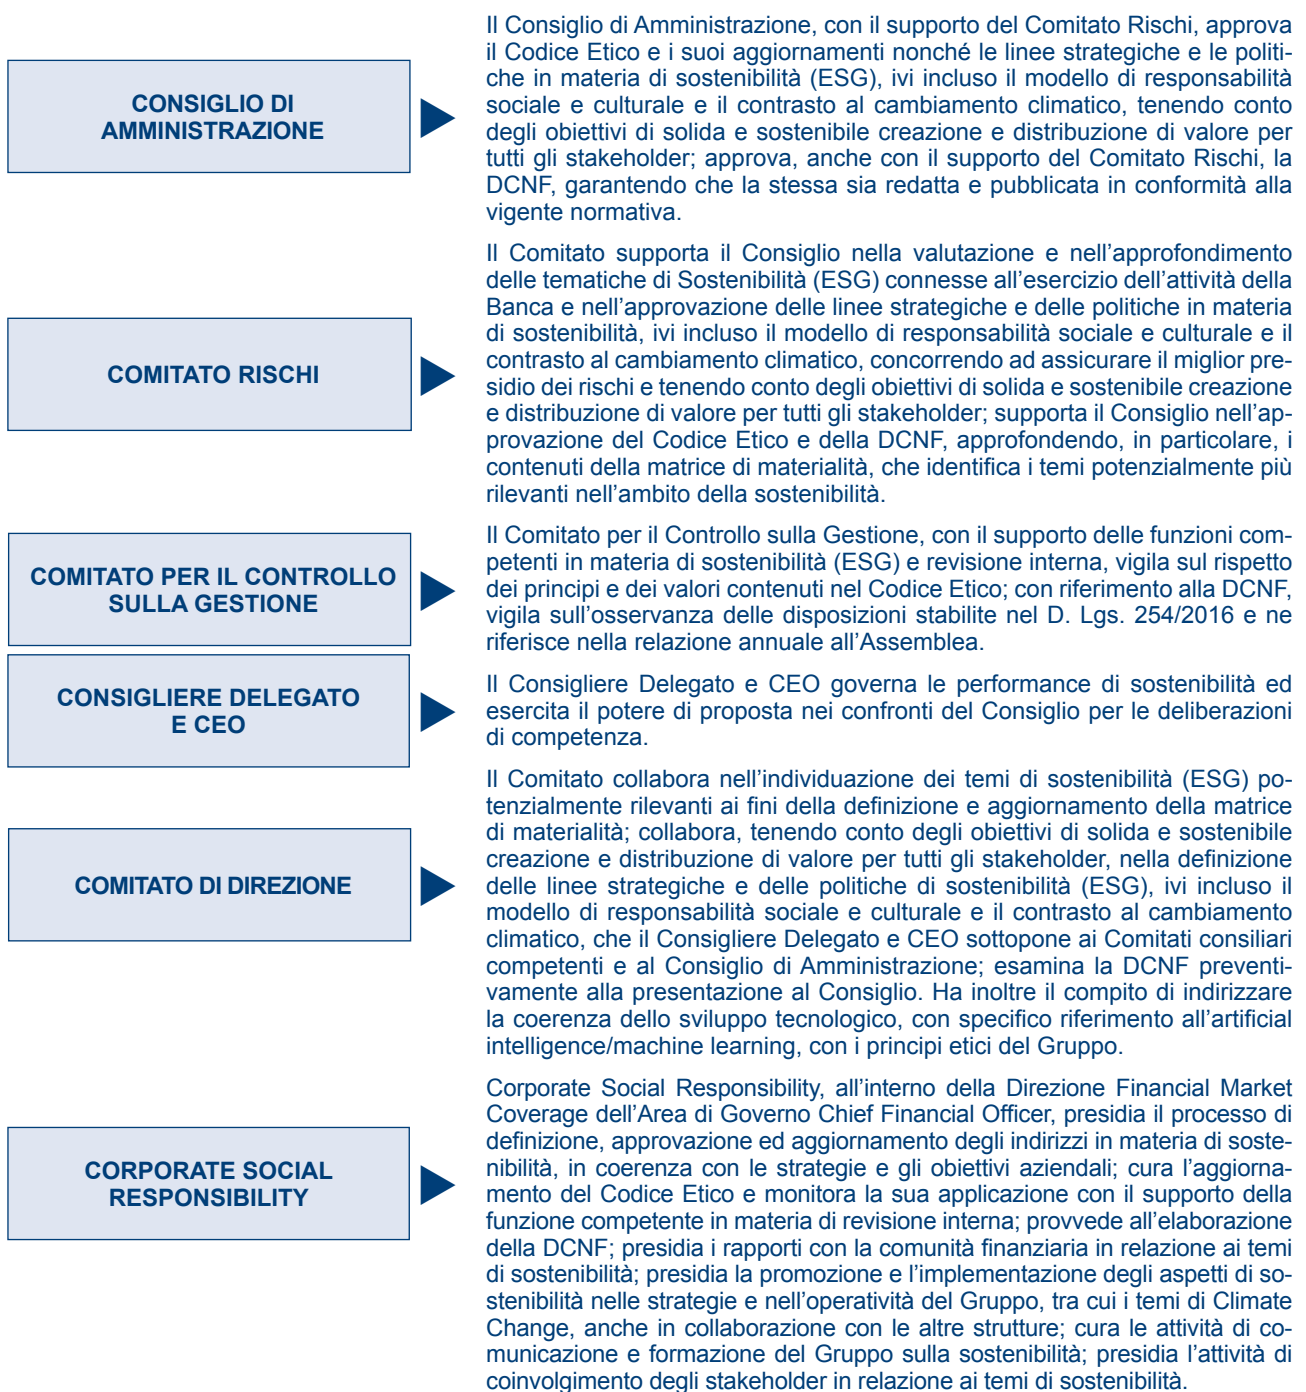 CONSIGLIO DI
AMMINISTRAZIONE
Il Consiglio di Amministrazione, con il supporto del Comitato Rischi, approva
il Codice Etico e i suoi aggiornamenti nonché le linee strategiche e le politi-
che in materia di sostenibilità (ESG), ivi incluso il modello di responsabilità
sociale e culturale e il contrasto al cambiamento climatico, tenendo conto
degli obiettivi di solida e sostenibile creazione e distribuzione di valore per
tutti gli stakeholder; approva, anche con il supporto del Comitato Rischi, la
DCNF, garantendo che la stessa sia redatta e pubblicata in conformità alla
vigente normativa.
COMITATO RISCHI
Il Comitato supporta il Consiglio nella valutazione e nell'approfondimento
delle tematiche di Sostenibilità (ESG) connesse all'esercizio dell'attività della
Banca e nell'approvazione delle linee strategiche e delle politiche in materia
di sostenibilità, ivi incluso il modello di responsabilità sociale e culturale e il
contrasto al cambiamento climatico, concorrendo ad assicurare il miglior pre-
sidio dei rischi e tenendo conto degli obiettivi di solida e sostenibile creazione
e distribuzione di valore per tutti gli stakeholder; supporta il Consiglio nell'ap-
provazione del Codice Etico e della DCNF, approfondendo, in particolare, i
contenuti della matrice di materialità, che identifica i temi potenzialmente più
rilevanti nell'ambito della sostenibilità.
COMITATO PER IL CONTROLLO
SULLA GESTIONE
Il Comitato per il Controllo sulla Gestione, con il supporto delle funzioni com-
petenti in materia di sostenibilità (ESG) e revisione interna, vigila sul rispetto
dei principi e dei valori contenuti nel Codice Etico; con riferimento alla DCNF,
vigila sull'osservanza delle disposizioni stabilite nel D. Lgs. 254/2016 e ne
riferisce nella relazione annuale all'Assemblea.
CONSIGLIERE DELEGATO
E CEO
Il Consigliere Delegato e CEO governa le performance di sostenibilità ed
esercita il potere di proposta nei confronti del Consiglio per le deliberazioni
di competenza.
COMITATO DI DIREZIONE
Il Comitato collabora nell'individuazione dei temi di sostenibilità (ESG) po-
tenzialmente rilevanti ai fini della definizione e aggiornamento della matrice
di materialità; collabora, tenendo conto degli obiettivi di solida e sostenibile
creazione e distribuzione di valore per tutti gli stakeholder, nella definizione
delle linee strategiche e delle politiche di sostenibilità (ESG), ivi incluso il
modello di responsabilità sociale e culturale e il contrasto al cambiamento
climatico, che il Consigliere Delegato e CEO sottopone ai Comitati consiliari
competenti e al Consiglio di Amministrazione; esamina la DCNF preventi-
vamente alla presentazione al Consiglio. Ha inoltre il compito di indirizzare
la coerenza dello sviluppo tecnologico, con specifico riferimento all'artificial
intelligence/machine learning, con i principi etici del Gruppo.
CORPORATE SOCIAL
RESPONSIBILITY
Corporate Social Responsibility, all'interno della Direzione Financial Market
Coverage dell'Area di Governo Chief Financial Officer, presidia il processo di
definizione, approvazione ed aggiornamento degli indirizzi in materia di soste-
nibilità, in coerenza con le strategie e gli obiettivi aziendali; cura l'aggiorna-
mento del Codice Etico e monitora la sua applicazione con il supporto della
funzione competente in materia di revisione interna; provvede all'elaborazione
della DCNF; presidia i rapporti con la comunità finanziaria in relazione ai temi
di sostenibilità; presidia la promozione e l'implementazione degli aspetti di so-
stenibilità nelle strategie e nell'operatività del Gruppo, tra cui i temi di Climate
Change, anche in collaborazione con le altre strutture; cura le attività di co-
municazione e formazione del Gruppo sulla sostenibilità; presidia l'attività di
coinvolgimento degli stakeholder in relazione ai temi di sostenibilità.